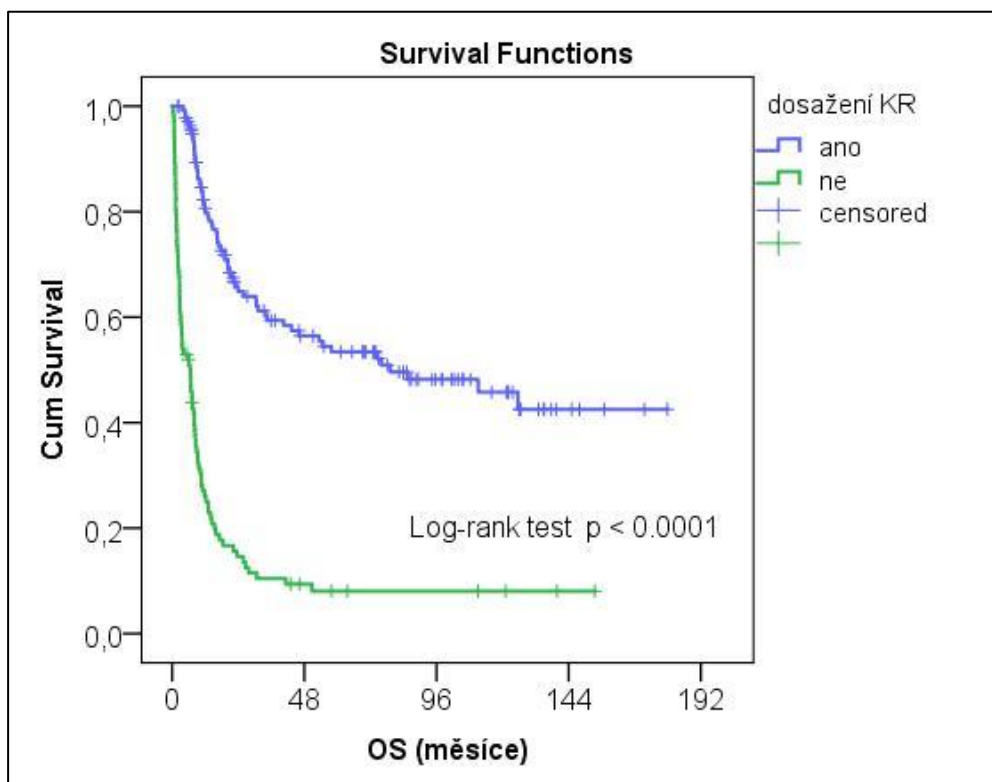 Survival Functions
dosažení KR
ano
ne
censored
1,0
0,8
0,6
0,4
0,2
0,0
Cum Survival
Log-rank test p < 0.0001
0 48 96 144 192
OS (měsíce)